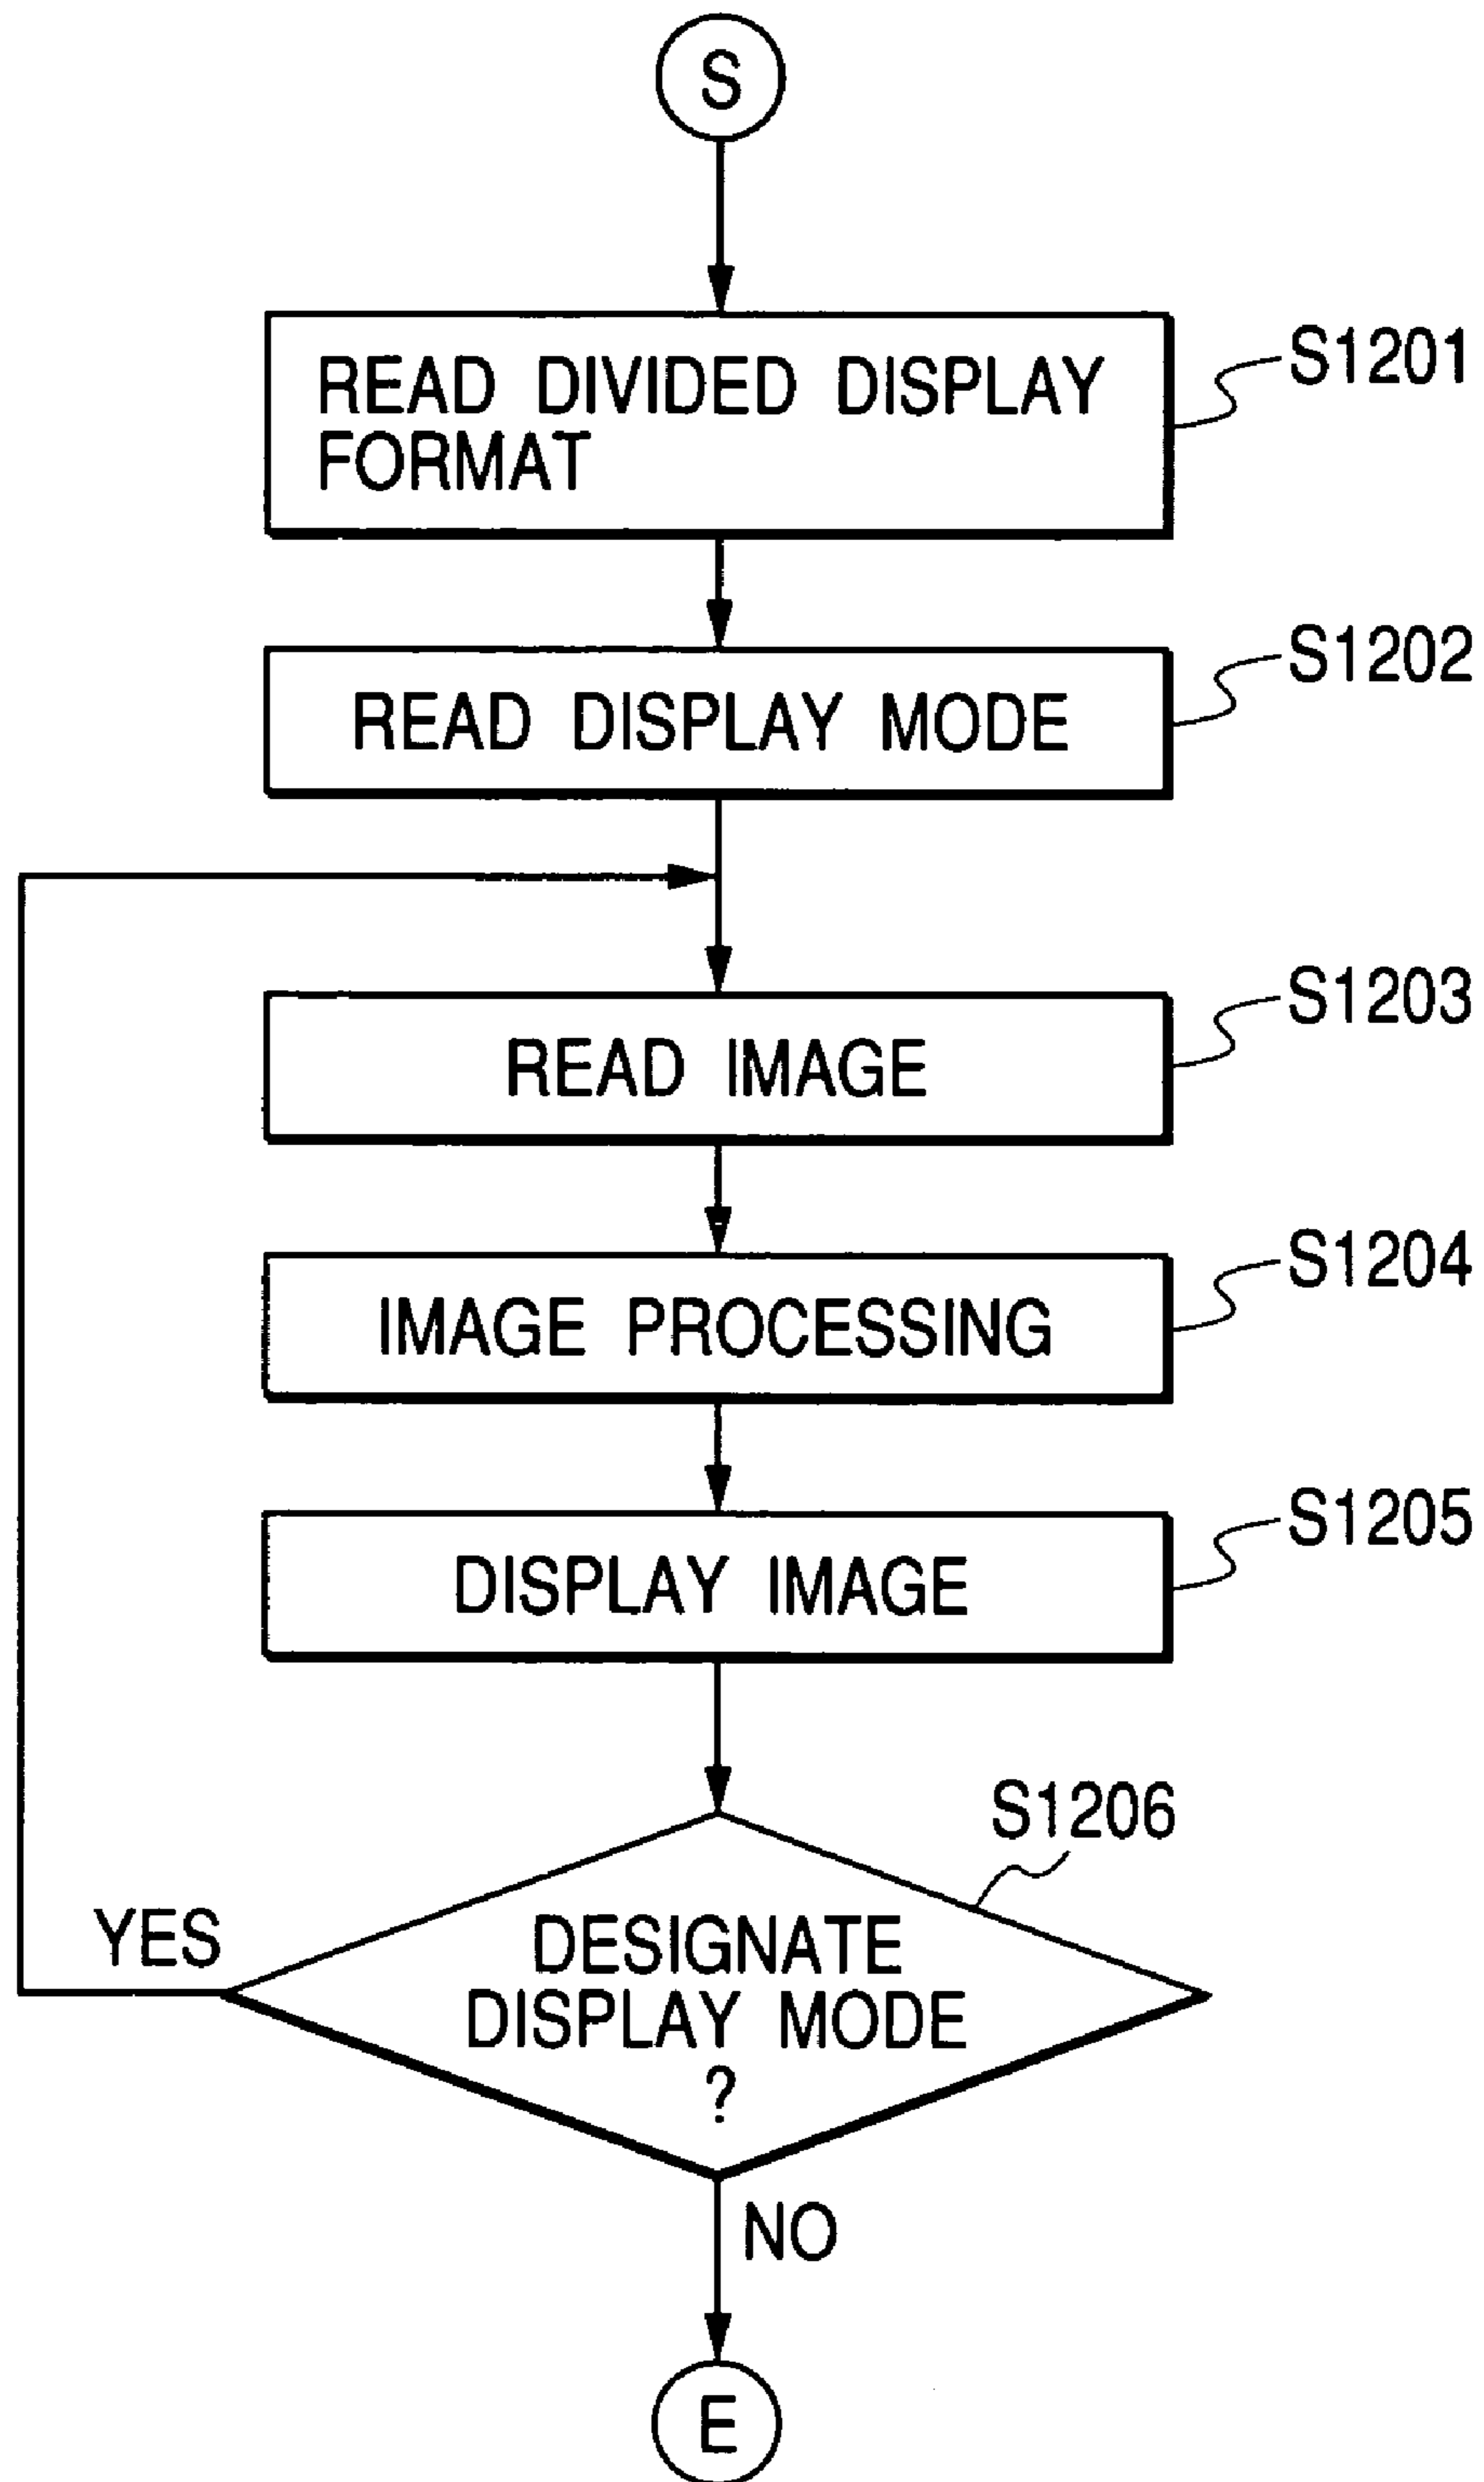 S
READ DIVIDED DISPLAY
FORMAT
S1201
READ DISPLAY MODE
S1202
READ IMAGE
S1203
IMAGE PROCESSING
S1204
DISPLAY IMAGE
S1205
S1206
DESIGNATE
DISPLAY MODE
?
YES
NO
E